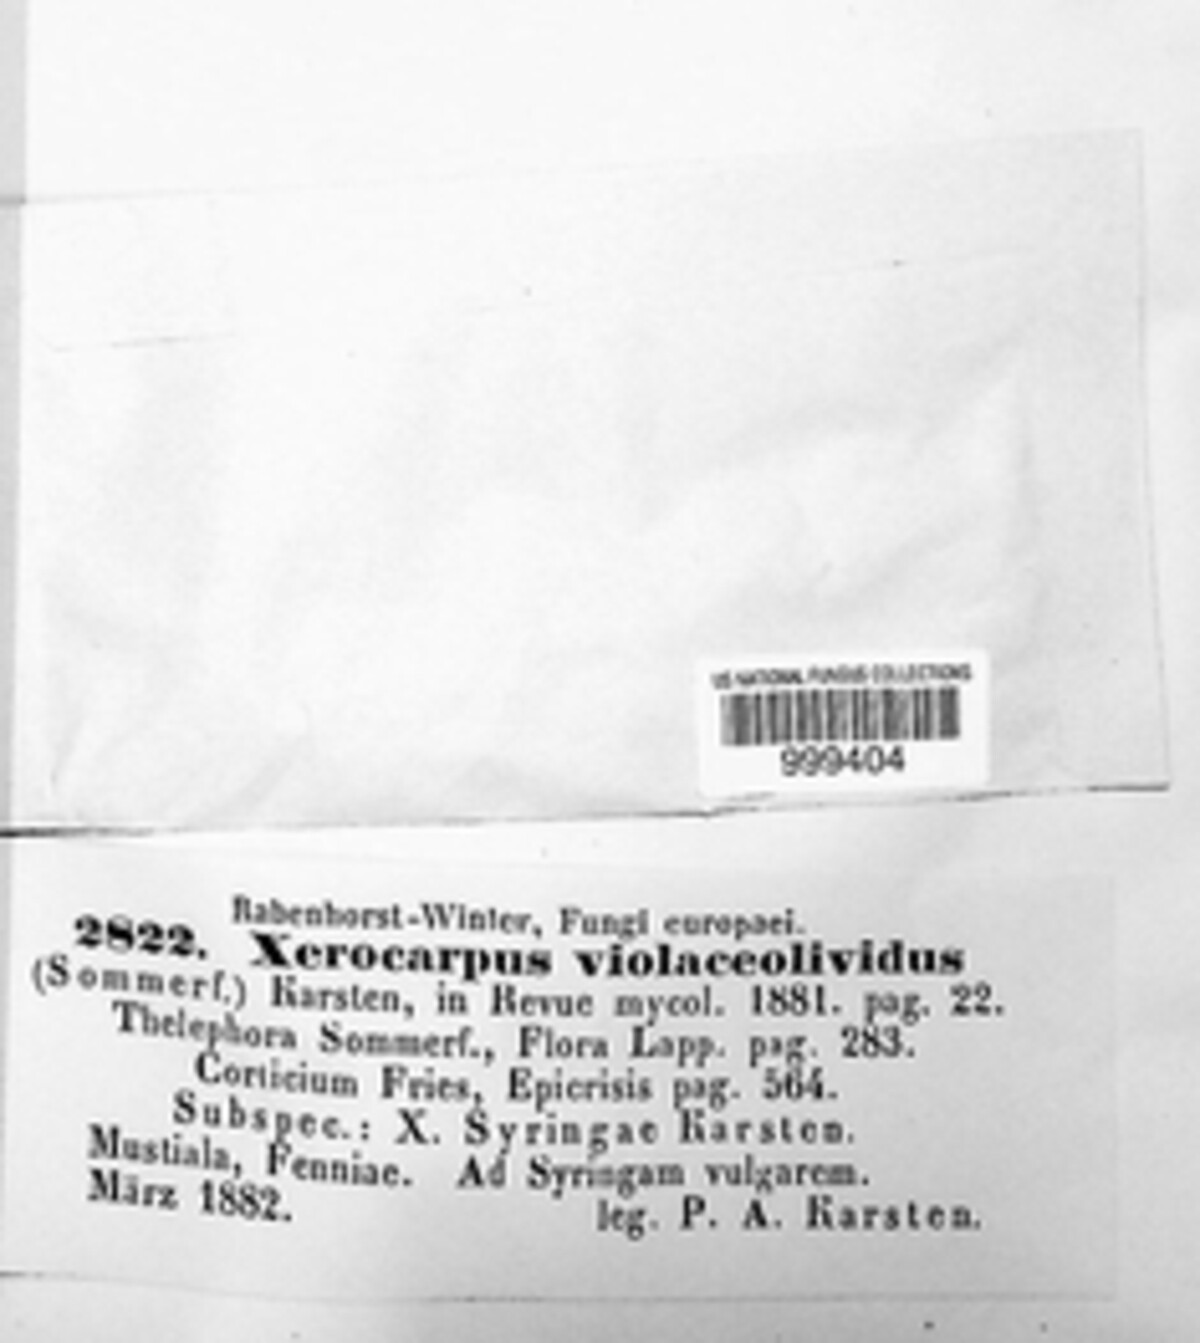 US NATIONAL FUNGUS COLLECTIONS
999404
Rabenhorst-Winter, Fungi europaei.
2822. Xerocarpus violaceolividus
(Sommerf.) Karsten, in Revue mycol. 1881. pag. 22.
Thelephora Sommerf., Flora Lapp. pag. 283.
Corticium Fries, Epicrisis pag. 564.
Subspec.: X. Syringae Karsten.
Mustiala, Fenniae. Ad Syringam vulgarem.
März 1882. leg. P. A. Karsten.